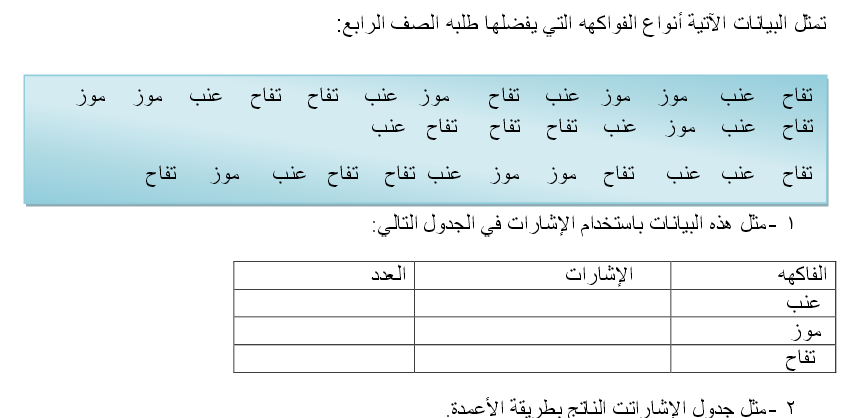 تمثل البيانات الآتية أنواع الفواكهه التي يفضلها طلبه الصف الرابع:
تفاح عنب موز موز عنب تفاح موز عنب تفاح تفاح عنب موز موز
تفاح عنب موز عنب تفاح تفاح تفاح عنب
تفاح عنب عنب تفاح موز موز عنب تفاح تفاح عنب موز تفاح
١ -مثل هذه البيانات باستخدام الإشارات في الجدول التالي:
الفاكهه الإشارات العدد
عنب
موز
تفاح
٢ -مثل جدول الإشاراتت الناتج بطريقة الأعمدة.